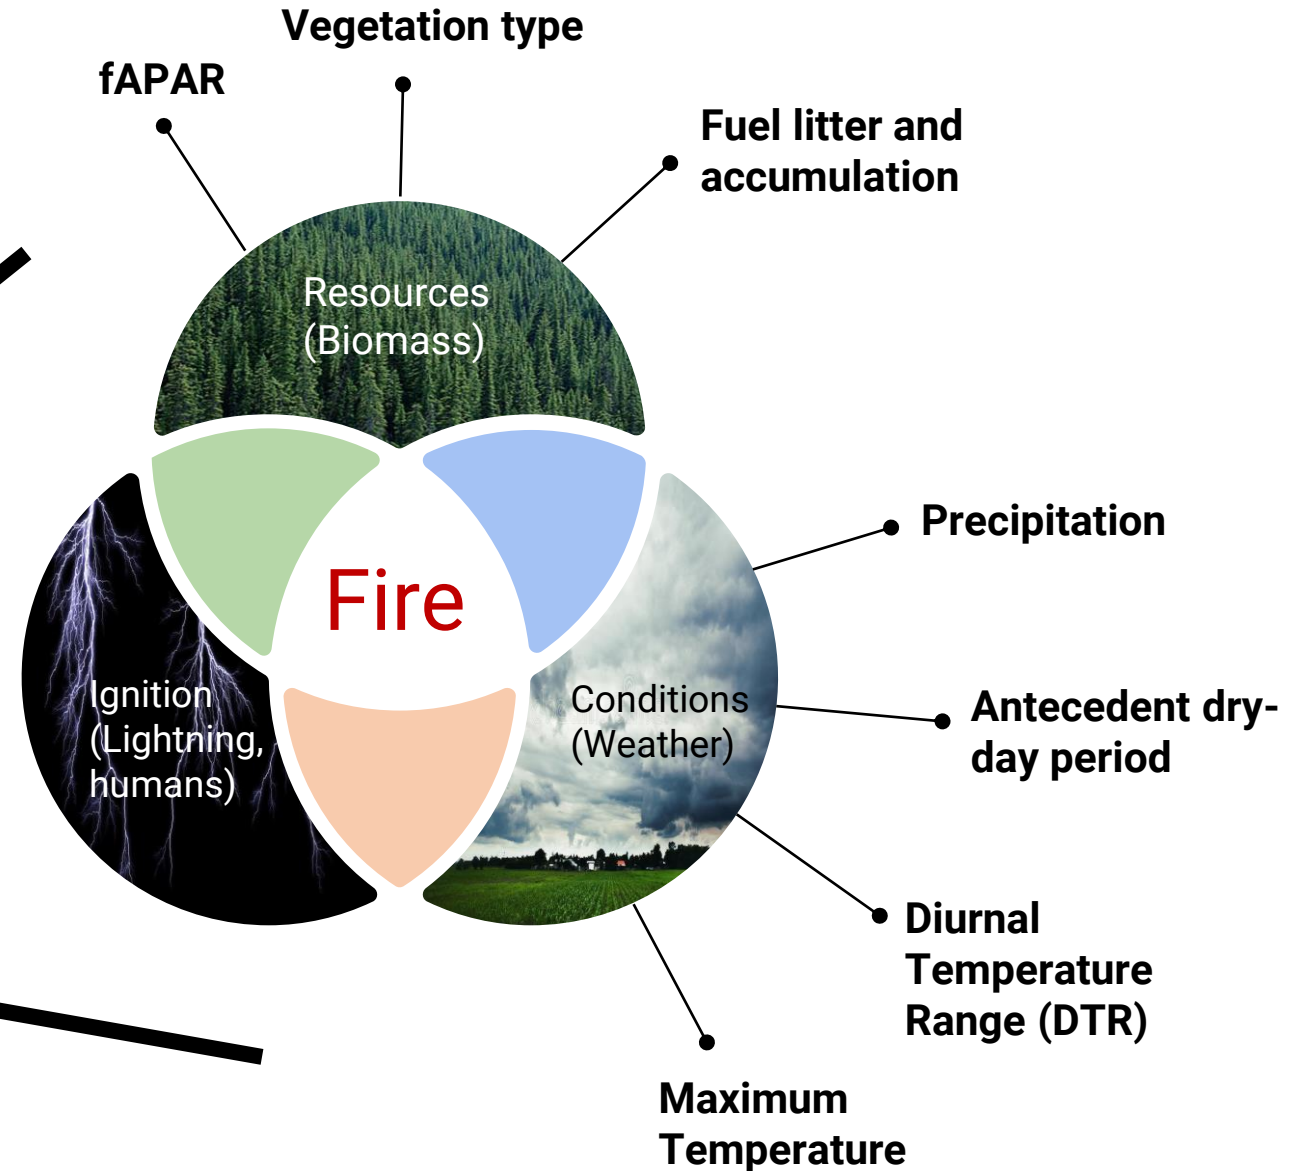 Vegetation type
fAPAR
Fuel litter and
accumulation
Resources
(Biomass)
Precipitation
Fire
Ignition
(Lightning,
humans)
Conditions
(Weather)
Antecedent dry-
day period
Diurnal
Temperature
Range (DTR)
Maximum
Temperature